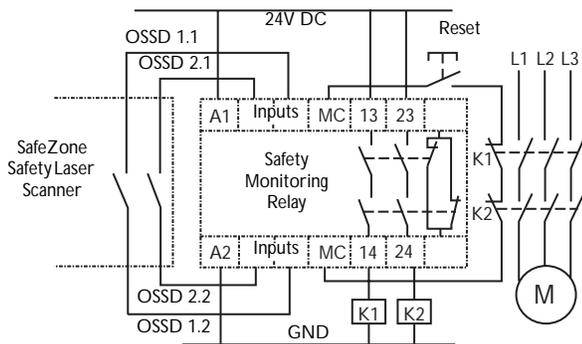 24V DC
OSSD 1.1
Reset
OSSD 2.1
L1 L2 L3
A1 Inputs MC 13 23
SafeZone
Safety Laser
Scanner
Safety
Monitoring
Relay
K1
K2
A2 Inputs MC 14 24
OSSD 2.2
OSSD 1.2
K1 K2
M
GND